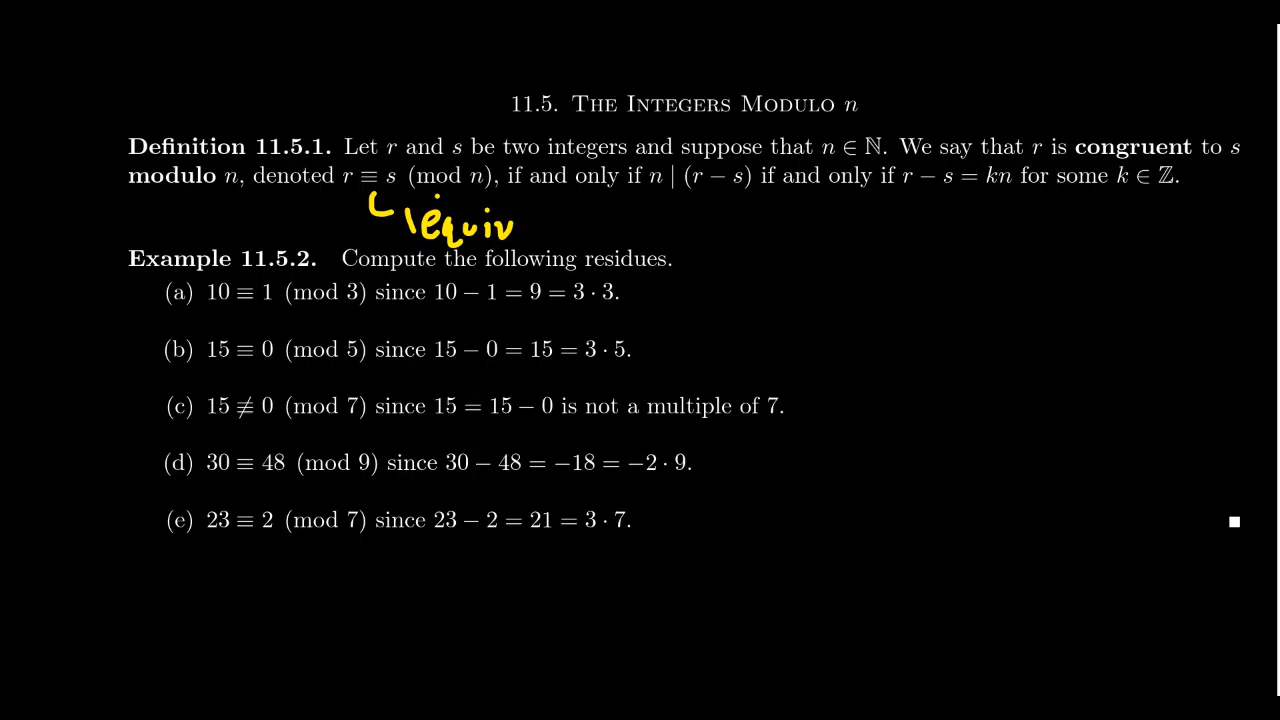 11.5. The Integers Modulo n
Definition 11.5.1. Let r and s be two integers and suppose that n ∈ ℕ. We say that r is congruent to s
modulo n, denoted r ≡ s (mod n), if and only if n | (r − s) if and only if r − s = kn for some k ∈ ℤ.
\equiv
Example 11.5.2. Compute the following residues.
(a) 10 ≡ 1 (mod 3) since 10 − 1 = 9 = 3 · 3.
(b) 15 ≡ 0 (mod 5) since 15 − 0 = 15 = 3 · 5.
(c) 15 ≢ 0 (mod 7) since 15 = 15 − 0 is not a multiple of 7.
(d) 30 ≡ 48 (mod 9) since 30 − 48 = −18 = −2 · 9.
(e) 23 ≡ 2 (mod 7) since 23 − 2 = 21 = 3 · 7.